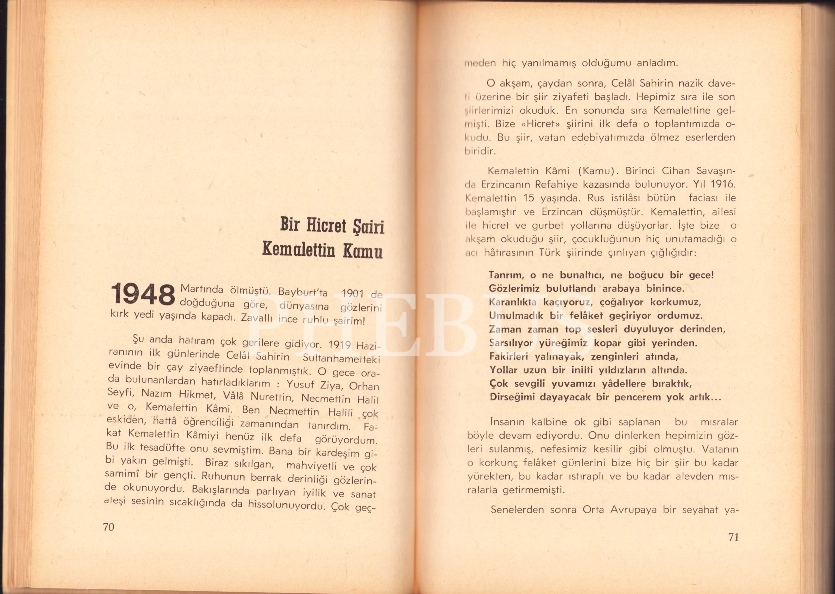 Bir Hicret Şairi
Kemalettin Kamu
1948 Martında ölmüştü. Bayburt'ta 1901 de
doğduğuna göre, dünyasına gözlerini
kırk yedi yaşında kapadı. Zavallı ince ruhlu şairim!
Şu anda hatıram çok gerilere gidiyor. 1919 Hazi-
ranının ilk günlerinde Celâl Sahirin Sultanhametteki
evinde bir çay ziyaeftinde toplanmıştık. O gece ora-
da bulunanlardan hatırladıklarım : Yusuf Ziya, Orhan
Seyfi, Nazım Hikmet, Vâlâ Nurettin, Necmettin Halil
ve o, Kemalettin Kâmi. Ben Necmettin Halili çok
eskiden, hattâ öğrenciliği zamanından tanırdım. Fa-
kat Kemalettin Kâmiyi henüz ilk defa görüyordum.
Bu ilk tesadüfte onu sevmiştim. Bana bir kardeşim gi-
bi yakın gelmişti. Biraz sıkılgan, mahviyetli ve çok
samimî bir gençti. Ruhunun berrak derinliği gözlerin-
de okunuyordu. Bakışlarında parlıyan iyilik ve sanat
ateşi sesinin sıcaklığında da hissolunuyordu. Çok geç-
70
meden hiç yanılmamış olduğumu anladım.
O akşam, çaydan sonra, Celâl Sahirin nazik dave-
ti üzerine bir şiir ziyafeti başladı. Hepimiz sıra ile son
şiirlerimizi okuduk. En sonunda sıra Kemalettine gel-
mişti. Bize «Hicret» şiirini ilk defa o toplantımızda o-
kudu. Bu şiir, vatan edebiyatımızda ölmez eserlerden
biridir.
Kemalettin Kâmi (Kamu). Birinci Cihan Savaşın-
da Erzincanın Refahiye kazasında bulunuyor. Yıl 1916.
Kemalettin 15 yaşında. Rus istilâsı bütün faciası ile
başlamıştır ve Erzincan düşmüştür. Kemalettin, ailesi
ile hicret ve gurbet yollarına düşüyorlar. İşte bize o
akşam okuduğu şiir, çocukluğunun hiç unutamadığı o
acı hâtırasının Türk şiirinde çınlıyan çığlığıdır:
Tanrım, o ne bunaltıcı, ne boğucu bir gece!
Gözlerimiz bulutlandı arabaya binince.
Karanlıkta kaçıyoruz, çoğalıyor korkumuz,
Umulmadık bir felâket geçiriyor ordumuz.
Zaman zaman top sesleri duyuluyor derinden,
Sarsılıyor yüreğimiz kopar gibi yerinden.
Fakirleri yalınayak, zenginleri atında,
Yollar uzun bir inilti yıldızların altında.
Çok sevgili yuvamızı yâdellere bıraktık,
Dirseğimi dayayacak bir pencerem yok artık...
İnsanın kalbine ok gibi saplanan bu mısralar
böyle devam ediyordu. Onu dinlerken hepimizin göz-
leri sulanmış, nefesimiz kesilir gibi olmuştu. Vatanın
o korkunç felâket günlerini bize hiç bir şiir bu kadar
yürekten, bu kadar ıstıraplı ve bu kadar alevden mıs-
ralarla getirmemişti.
Senelerden sonra Orta Avrupaya bir seyahat ya-
71